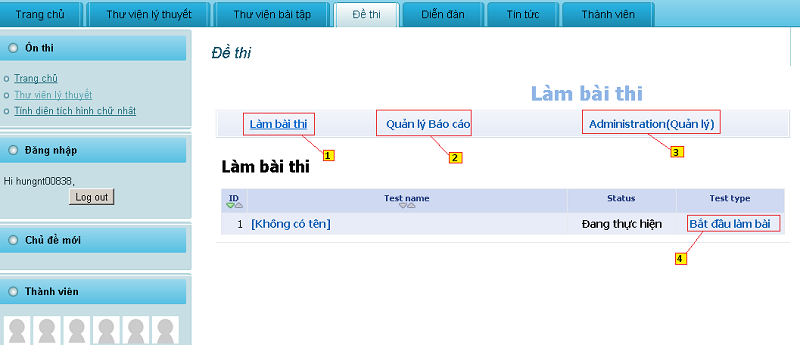 Trang chủ Thư viện lý thuyết Thư viện bài tập Đề thi Diễn đàn Tin tức Thành viên
Ôn thi
Trang chủ
Thư viện lý thuyết
Tính diện tích hình chữ nhật
Đăng nhập
Hi hungnt00838,
Log out
Chủ đề mới
Thành viên
Đề thi
Làm bài thi
Làm bài thi Quản lý Báo cáo Administration(Quản lý)
1 2 3
Làm bài thi
ID Test name Status Test type
1 [Không có tên] Đang thực hiện Bắt đầu làm bài
4